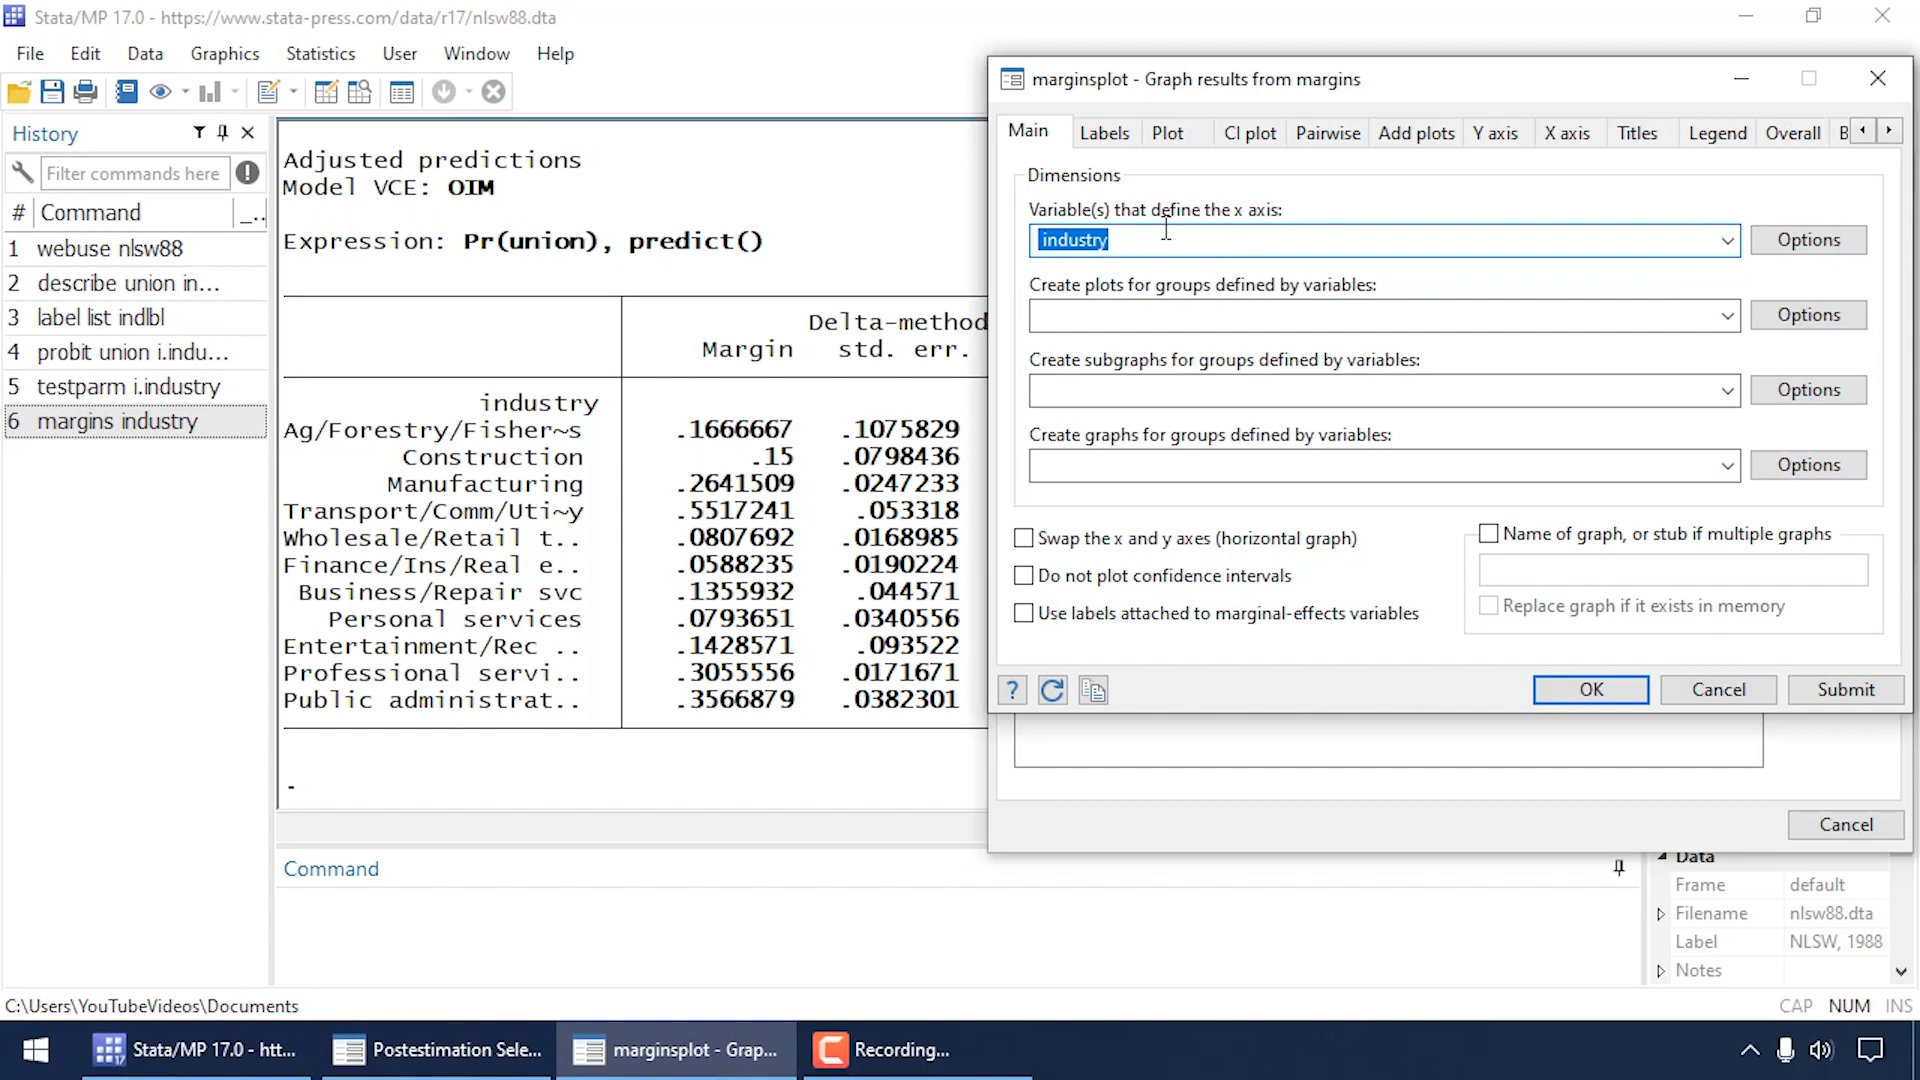 Stata/MP 17.0 - https://www.stata-press.com/data/r17/nlsw88.dta
File Edit Data Graphics Statistics User Window Help
History
Filter commands here
# Command _..
1 webuse nlsw88
2 describe union in...
3 label list indlbl
4 probit union i.indu...
5 testparm i.industry
6 margins industry
Adjusted predictions
Model VCE: OIM
Expression: Pr(union), predict()
Delta-method
Margin std. err.
industry
Ag/Forestry/Fisher~s .1666667 .1075829
Construction .15 .0798436
Manufacturing .2641509 .0247233
Transport/Comm/Uti~y .5517241 .053318
Wholesale/Retail t.. .0807692 .0168985
Finance/Ins/Real e.. .0588235 .0190224
Business/Repair svc .1355932 .044571
Personal services .0793651 .0340556
Entertainment/Rec .. .1428571 .093522
Professional servi.. .3055556 .0171671
Public administrat.. .3566879 .0382301
marginsplot - Graph results from margins
Main Labels Plot CI plot Pairwise Add plots Y axis X axis Titles Legend Overall B
Dimensions
Variable(s) that define the x axis:
industry Options
Create plots for groups defined by variables:
Options
Create subgraphs for groups defined by variables:
Options
Create graphs for groups defined by variables:
Options
Swap the x and y axes (horizontal graph)
Do not plot confidence intervals
Use labels attached to marginal-effects variables
Name of graph, or stub if multiple graphs
Replace graph if it exists in memory
? OK Cancel Submit
Cancel
Command
Data
Frame default
Filename nlsw88.dta
Label NLSW, 1988
Notes
C:\Users\YouTubeVideos\Documents
CAP NUM INS
Stata/MP 17.0 - htt... Postestimation Sele... marginsplot - Grap... Recording...